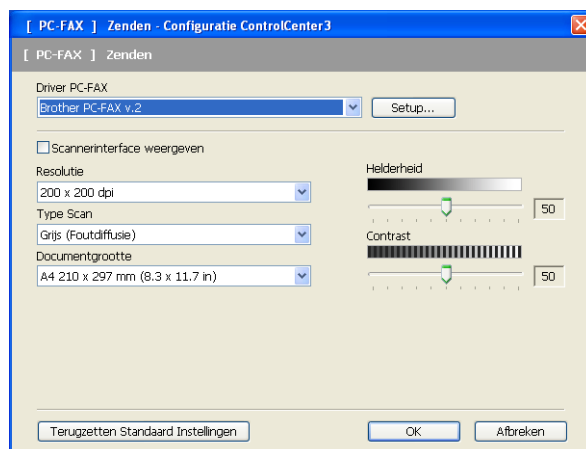 [ PC-FAX ] Zenden - Configuratie ControlCenter3
[ PC-FAX ] Zenden
Driver PC-FAX
Brother PC-FAX v.2
Setup...
Scannerinterface weergeven
Resolutie
200 x 200 dpi
Type Scan
Grijs (Foutdiffusie)
Documentgrootte
A4 210 x 297 mm (8.3 x 11.7 in)
Helderheid
50
Contrast
50
Terugzetten Standaard Instellingen
OK
Afbreken